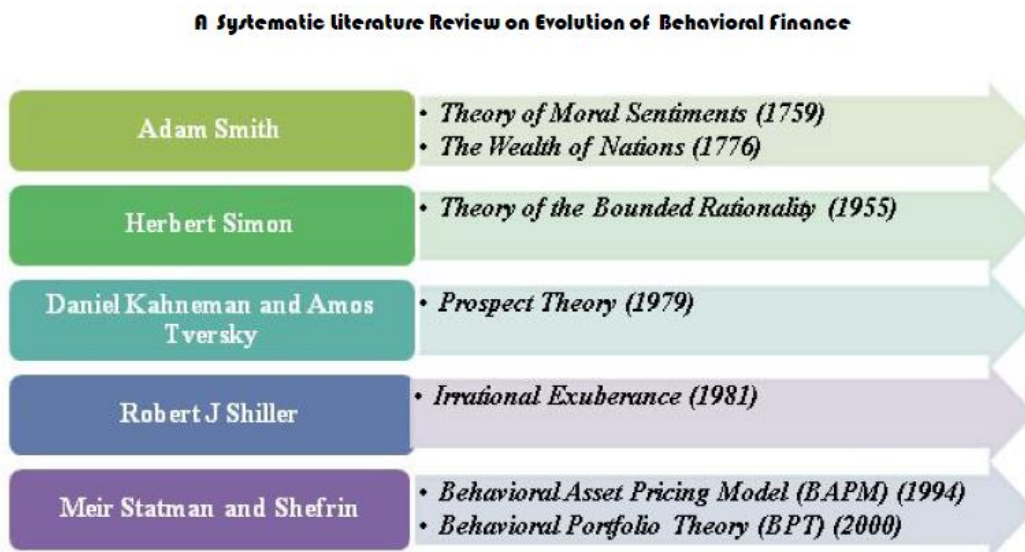 A Systematic Literature Review on Evolution of Behavioral Finance
Adam Smith
• Theory of Moral Sentiments (1759)
• The Wealth of Nations (1776)
Herbert Simon
• Theory of the Bounded Rationality (1955)
Daniel Kahneman and Amos
Tversky
• Prospect Theory (1979)
Robert J Shiller
• Irrational Exuberance (1981)
Meir Statman and Shefrin
• Behavioral Asset Pricing Model (BAPM) (1994)
• Behavioral Portfolio Theory (BPT) (2000)